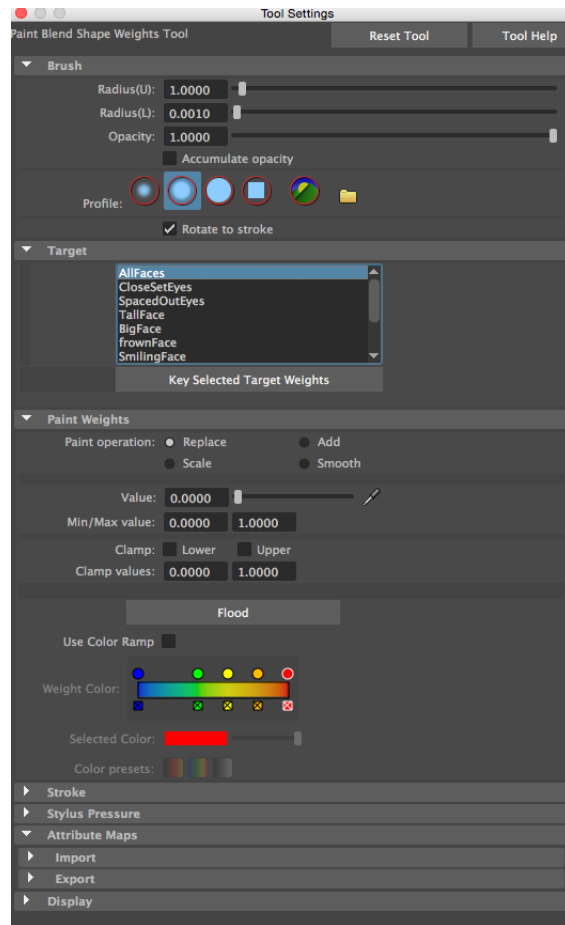 Tool Settings
Paint Blend Shape Weights Tool Reset Tool Tool Help
Brush
Radius(U): 1.0000
Radius(L): 0.0010
Opacity: 1.0000
Accumulate opacity
Profile:
Rotate to stroke
Target
AllFaces
CloseSetEyes
SpacedOutEyes
TallFace
BigFace
frownFace
SmilingFace
Key Selected Target Weights
Paint Weights
Paint operation: Replace Add
Scale Smooth
Value: 0.0000
Min/Max value: 0.0000 1.0000
Clamp: Lower Upper
Clamp values: 0.0000 1.0000
Flood
Use Color Ramp
Weight Color:
Selected Color:
Color presets:
Stroke
Stylus Pressure
Attribute Maps
Import
Export
Display